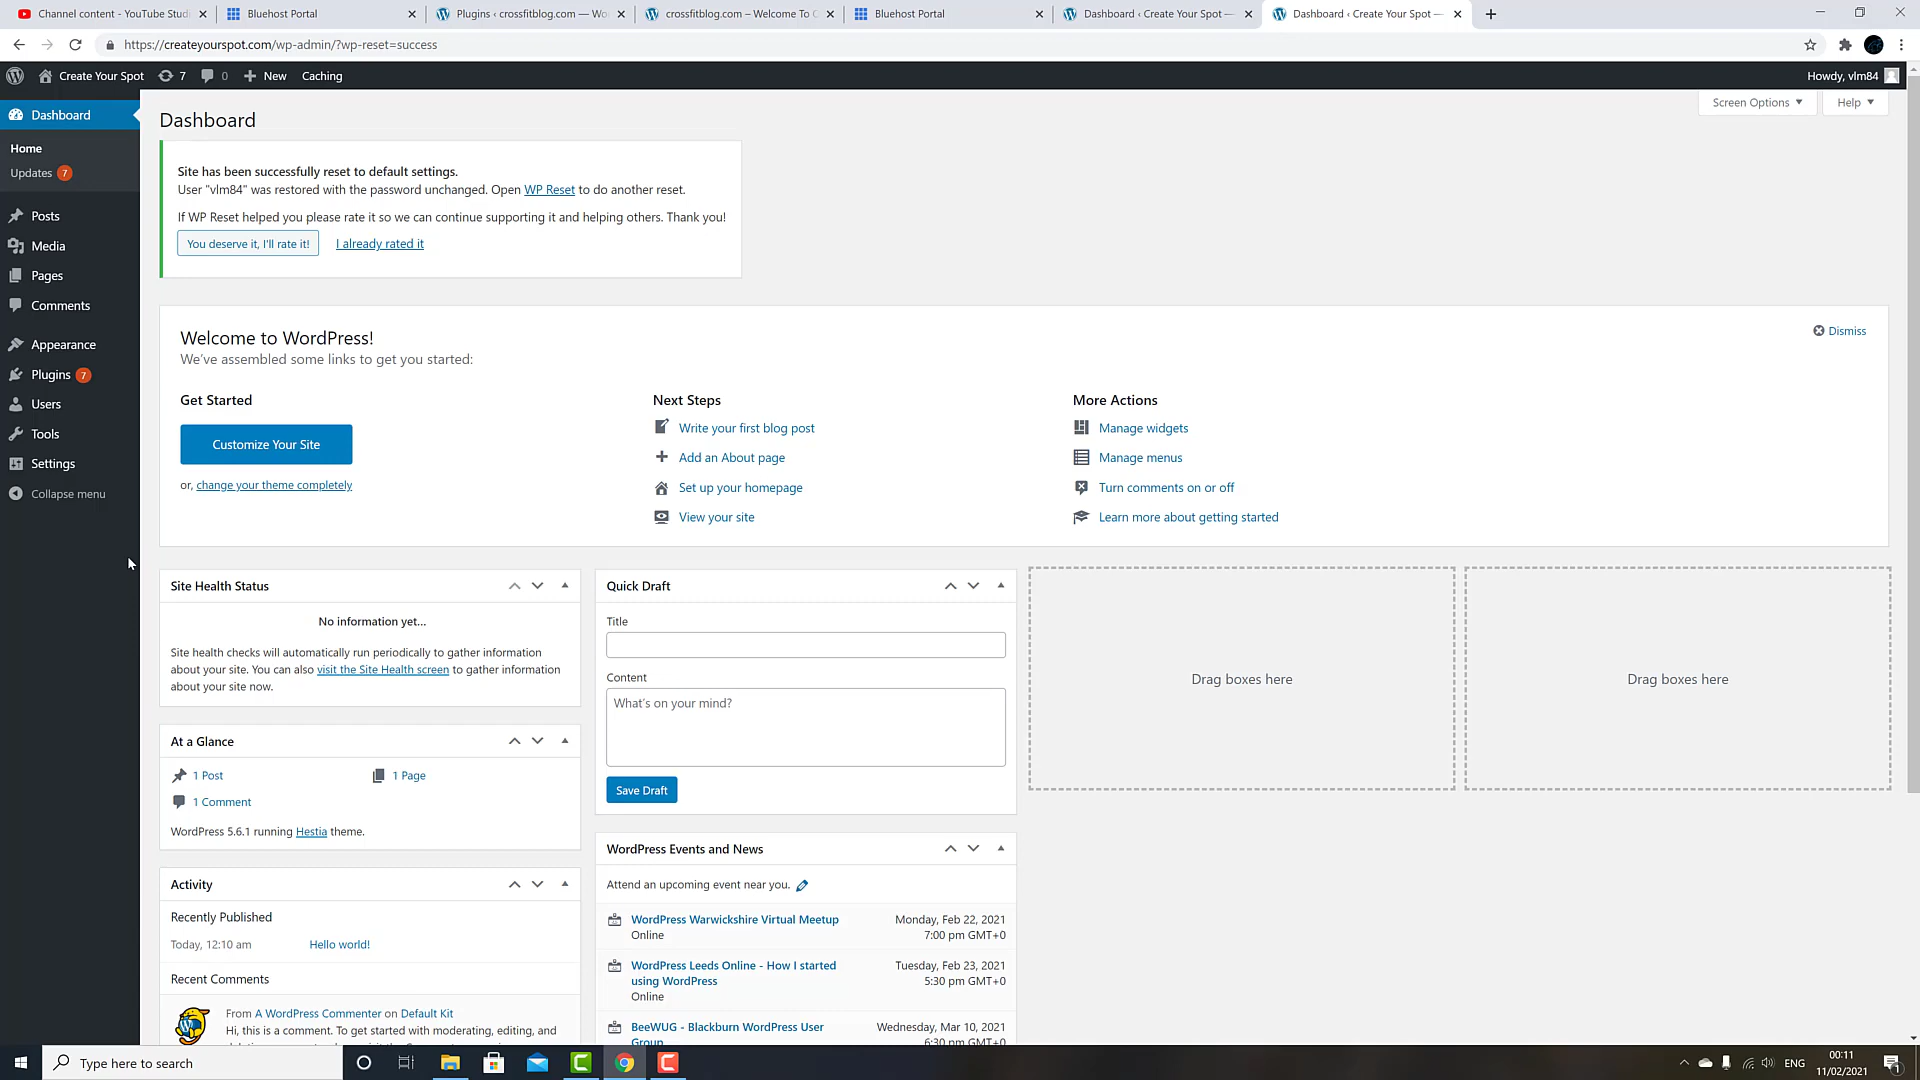 Channel content - YouTube Stud
Bluehost Portal
Plugins ‹ crossfitblog.com — Wo
crossfitblog.com – Welcome To C
Bluehost Portal
Dashboard ‹ Create Your Spot —
Dashboard ‹ Create Your Spot —
https://createyourspot.com/wp-admin/?wp-reset=success
Create Your Spot
7
0
New
Caching
Howdy, vlm84
Dashboard
Home
Updates 7
Posts
Media
Pages
Comments
Appearance
Plugins 7
Users
Tools
Settings
Collapse menu
Screen Options
Help
Dashboard
Site has been successfully reset to default settings.
User "vlm84" was restored with the password unchanged. Open WP Reset to do another reset.
If WP Reset helped you please rate it so we can continue supporting it and helping others. Thank you!
You deserve it, I'll rate it!
I already rated it
Welcome to WordPress!
We've assembled some links to get you started:
Dismiss
Get Started
Customize Your Site
or, change your theme completely
Next Steps
Write your first blog post
Add an About page
Set up your homepage
View your site
More Actions
Manage widgets
Manage menus
Turn comments on or off
Learn more about getting started
Site Health Status
No information yet...
Site health checks will automatically run periodically to gather information
about your site. You can also visit the Site Health screen to gather information
about your site now.
At a Glance
1 Post
1 Page
1 Comment
WordPress 5.6.1 running Hestia theme.
Activity
Recently Published
Today, 12:10 am
Hello world!
Recent Comments
From A WordPress Commenter on Default Kit
Hi, this is a comment. To get started with moderating, editing, and
Quick Draft
Title
Content
What's on your mind?
Save Draft
WordPress Events and News
Attend an upcoming event near you.
WordPress Warwickshire Virtual Meetup
Online
Monday, Feb 22, 2021
7:00 pm GMT+0
WordPress Leeds Online - How I started
using WordPress
Online
Tuesday, Feb 23, 2021
5:30 pm GMT+0
BeeWUG - Blackburn WordPress User
Group
Wednesday, Mar 10, 2021
6:30 pm GMT+0
Drag boxes here
Drag boxes here
Type here to search
ENG
00:11
11/02/2021
1